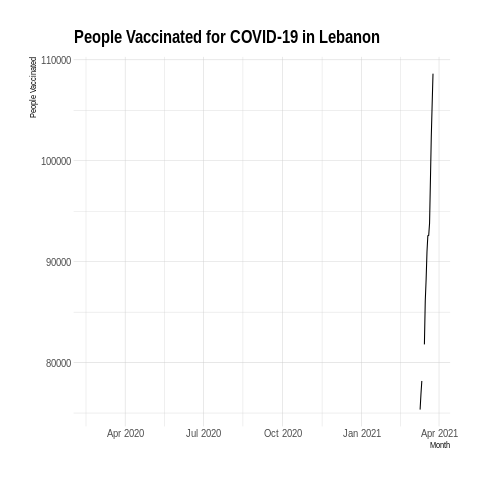 People Vaccinated for COVID-19 in Lebanon
People Vaccinated
110000
100000
90000
80000
Apr 2020 Jul 2020 Oct 2020 Jan 2021 Apr 2021
Month